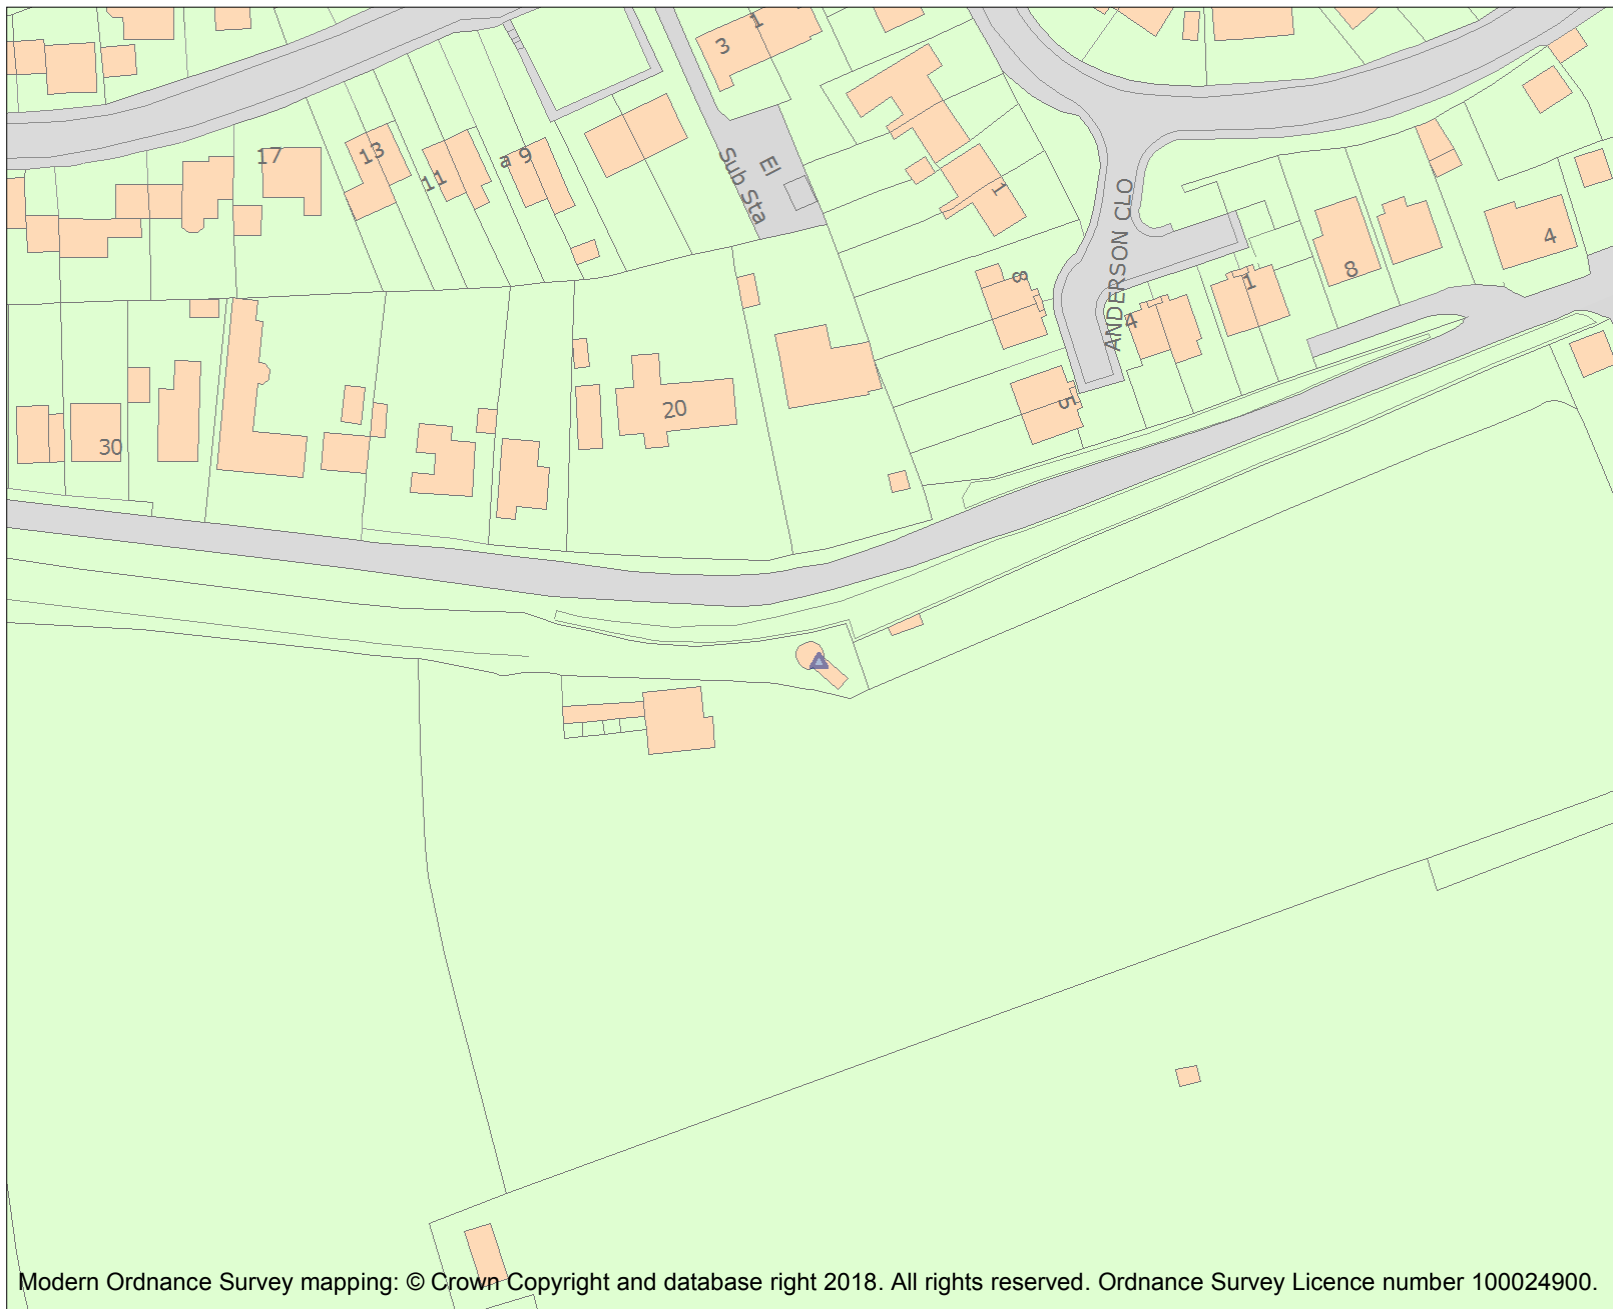 3 1
17
13
11
a 9
El
Sub Sta
1
ANDERSON CLO
8
4
1
8
4
5
20
30
Modern Ordnance Survey mapping: © Crown Copyright and database right 2018. All rights reserved. Ordnance Survey Licence number 100024900.